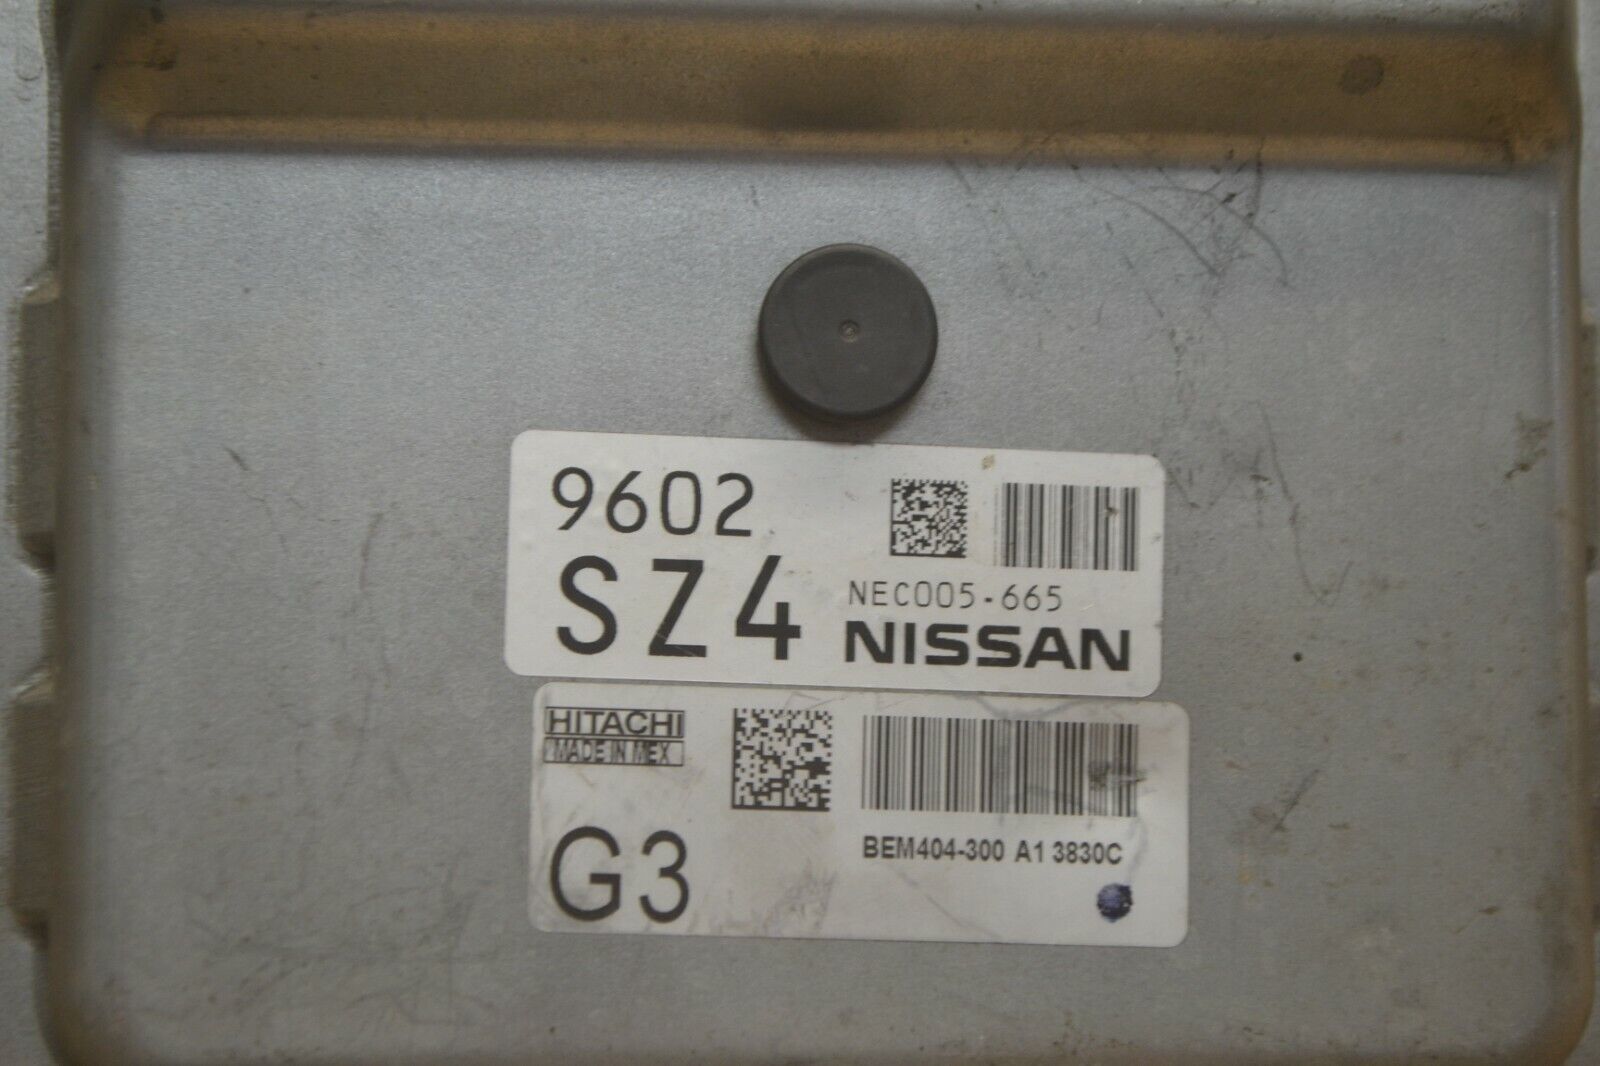 9602
SZ4
NEC005-665
NISSAN
HITACHI
MADE IN MEX
G3
BEM404-300 A1 3830C